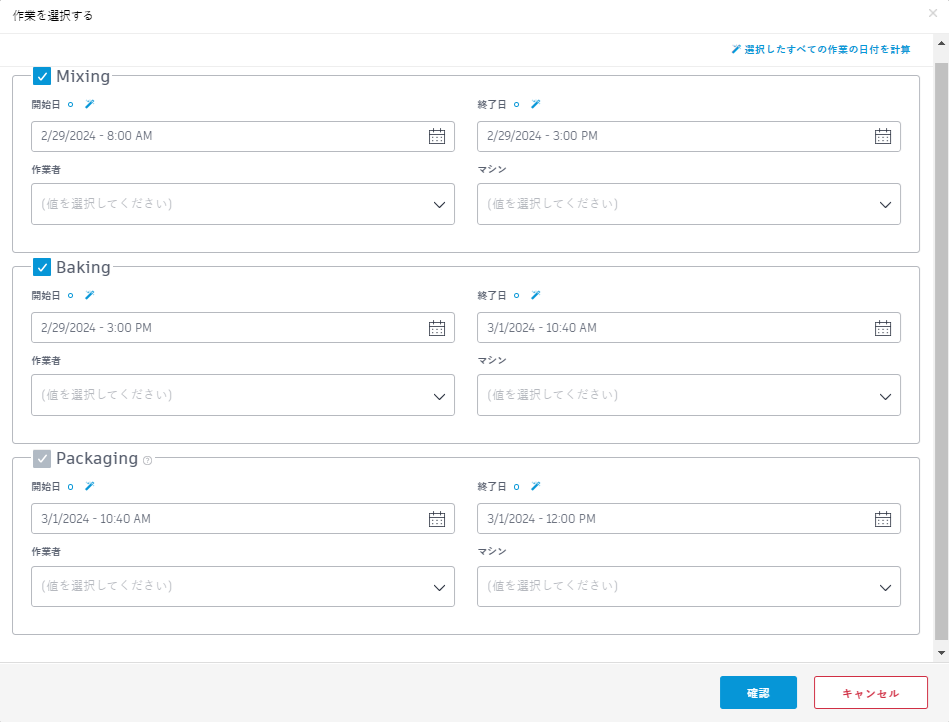 作業を選択する
選択したすべての作業の日付を計算
Mixing
開始日 終了日
2/29/2024 - 8:00 AM 2/29/2024 - 3:00 PM
作業者 マシン
(値を選択してください) (値を選択してください)
Baking
開始日 終了日
2/29/2024 - 3:00 PM 3/1/2024 - 10:40 AM
作業者 マシン
(値を選択してください) (値を選択してください)
Packaging ?
開始日 終了日
3/1/2024 - 10:40 AM 3/1/2024 - 12:00 PM
作業者 マシン
(値を選択してください) (値を選択してください)
確認 キャンセル